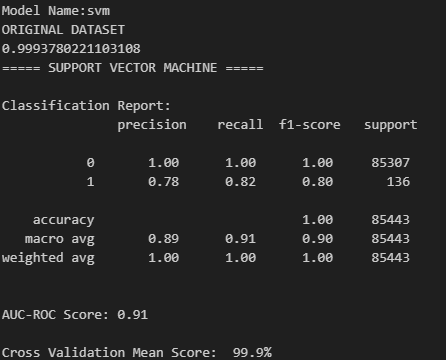 Model Name:svm
ORIGINAL DATASET
0.9993780221103108
===== SUPPORT VECTOR MACHINE =====
Classification Report:
precision recall f1-score support
0 1.00 1.00 1.00 85307
1 0.78 0.82 0.80 136
accuracy 1.00 85443
macro avg 0.89 0.91 0.90 85443
weighted avg 1.00 1.00 1.00 85443
AUC-ROC Score: 0.91
Cross Validation Mean Score: 99.9%